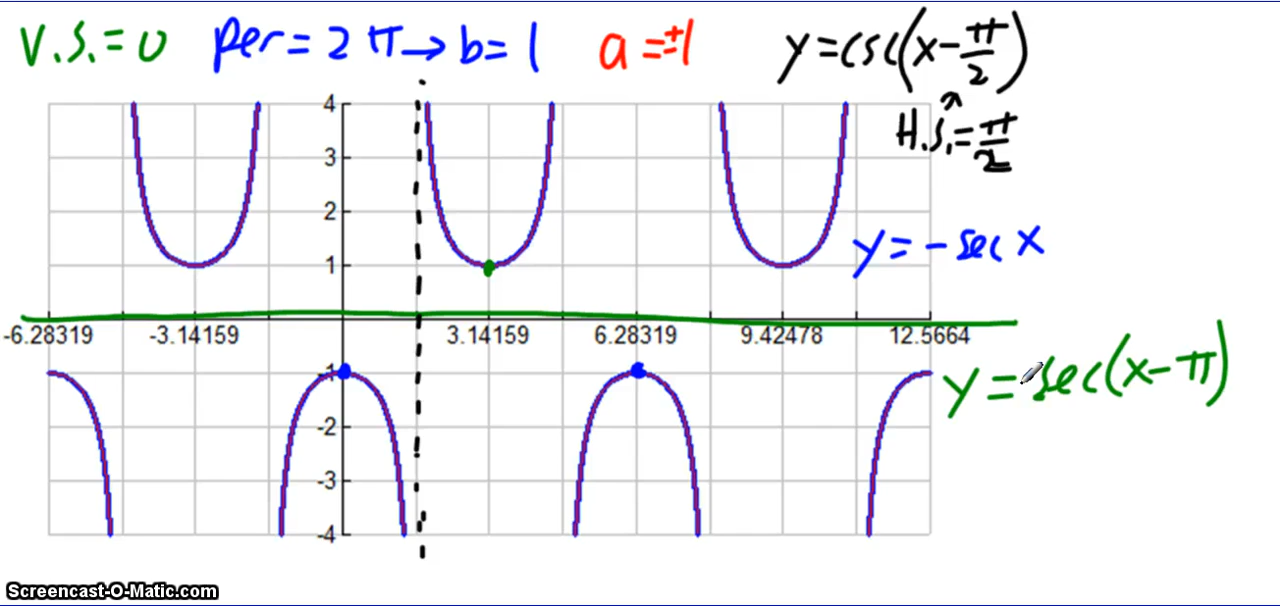 V.S.=0 per=2π→b=1 a=±1 y=csc(x-π/2)
H.S.=π/2
4
3
2
1
y=-sec x
-6.28319 -3.14159 3.14159 6.28319 9.42478 12.5664
-1
y=sec(x-π)
-2
-3
-4
Screencast-O-Matic.com